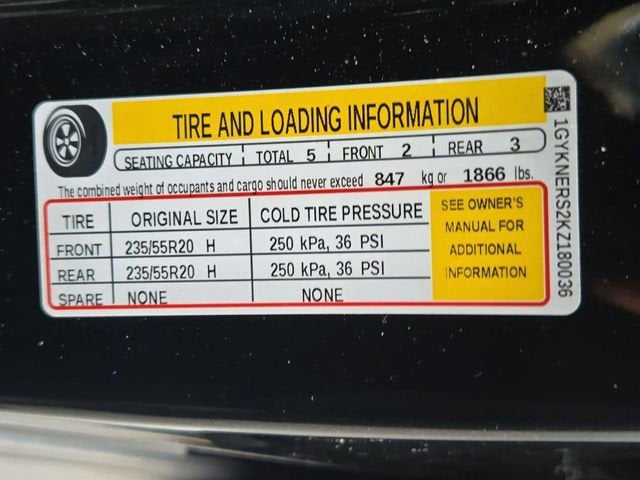 TIRE AND LOADING INFORMATION
SEATING CAPACITY TOTAL 5 FRONT 2 REAR 3
The combined weight of occupants and cargo should never exceed 847 kg or 1866 lbs.
TIRE ORIGINAL SIZE COLD TIRE PRESSURE
FRONT 235/55R20 H 250 kPa, 36 PSI
REAR 235/55R20 H 250 kPa, 36 PSI
SPARE NONE NONE
SEE OWNER'S
MANUAL FOR
ADDITIONAL
INFORMATION
1GYKNERS2KZ180036